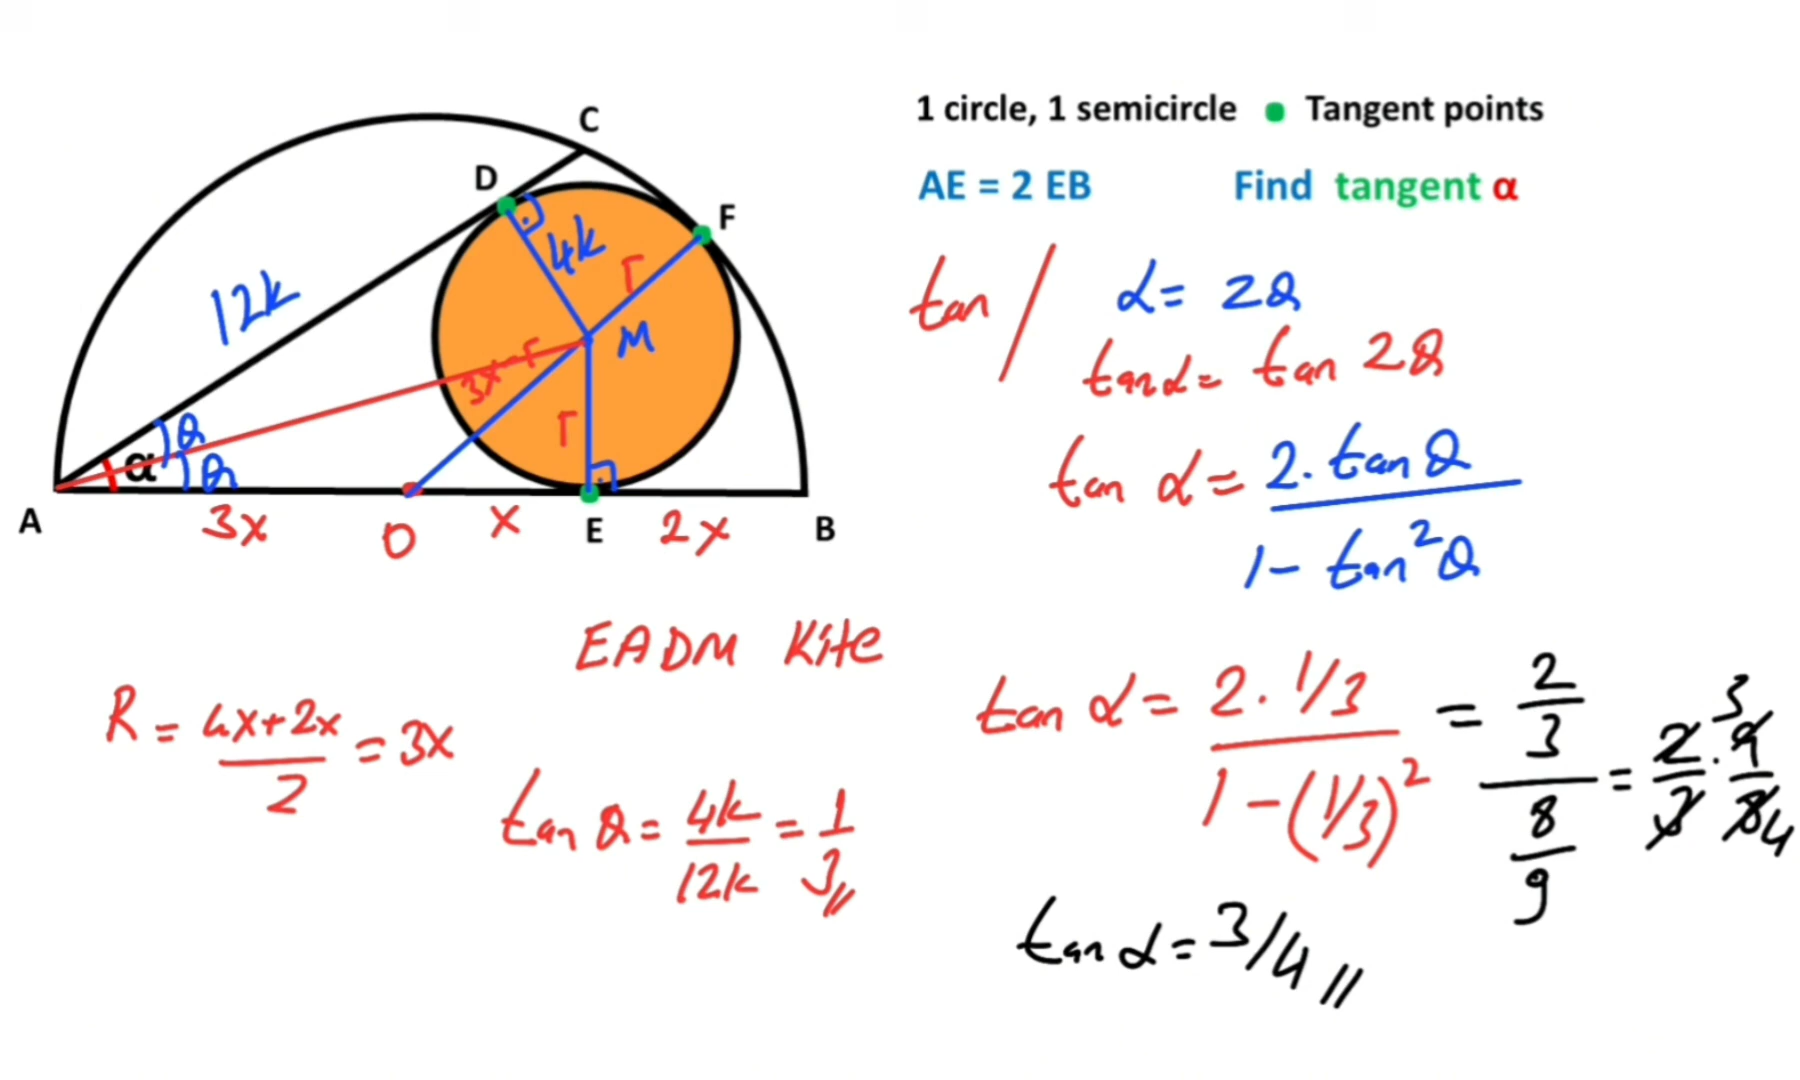 1 circle, 1 semicircle Tangent points
AE = 2 EB Find tangent α
C
D
F
4k
r
12k
M
3x-r
r
θ
α
θ
A
3x
O
x
E
2x
B
tan
α = 2θ
tan α = tan 2θ
tan α = 2. tan θ
1 - tan²θ
EADM Kite
R = 4x+2x / 2 = 3x
tan θ = 4k / 12k = 1 / 3
tan α = 2. 1/3 / 1 - (1/3)² = 2/3 / 8/9 = 2/3 . 9/8 3 4
tan α = 3/4